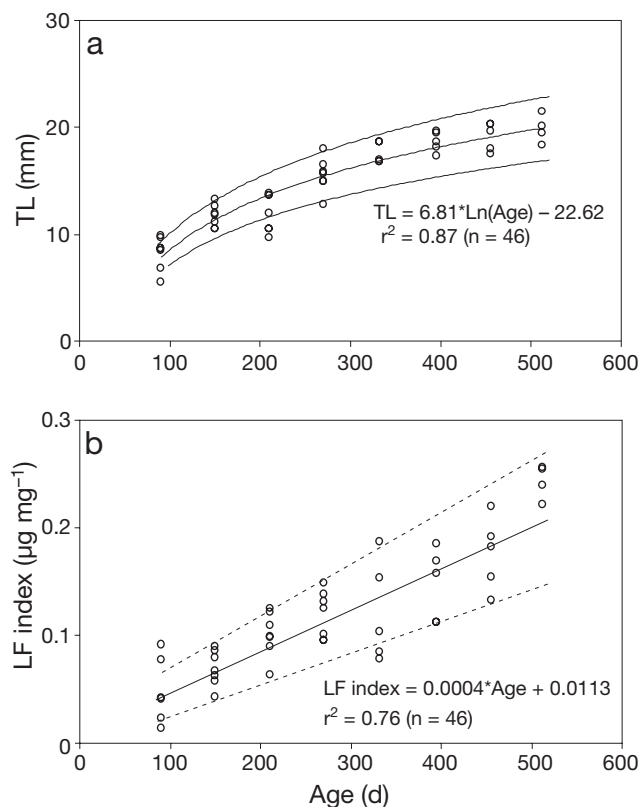 a
30
20
10
0
TL (mm)
TL = 6.81*Ln(Age) – 22.62
r² = 0.87 (n = 46)
0 100 200 300 400 500 600
b
0.3
0.2
0.1
0
LF index (µg mg⁻¹)
LF index = 0.0004*Age + 0.0113
r² = 0.76 (n = 46)
0 100 200 300 400 500 600
Age (d)